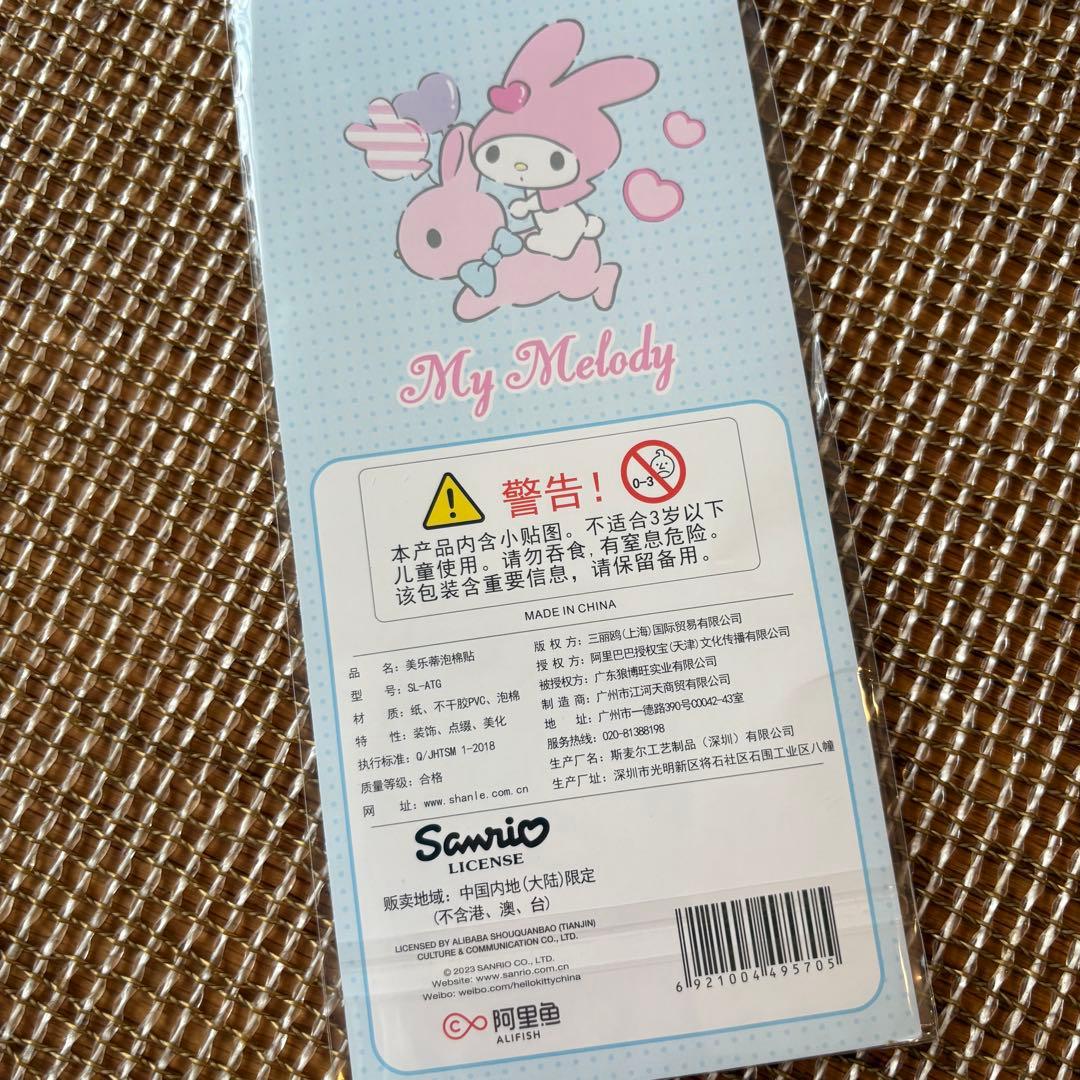 My Melody
警告！
0-3
本产品内含小贴图。不适合3岁以下
儿童使用。请勿吞食,有窒息危险。
该包装含重要信息，请保留备用。
MADE IN CHINA
品 名：美乐蒂泡棉贴
型 号：SL-ATG
材 质：纸、不干胶PVC、泡棉
特 性：装饰、点缀、美化
执行标准：Q/JHTSM 1-2018
质量等级：合格
网 址：www.shanle.com.cn
版 权 方：三丽鸥(上海)国际贸易有限公司
授 权 方：阿里巴巴授权宝(天津)文化传播有限公司
被授权方：广东狼博旺实业有限公司
制 造 商：广州市江河天商贸有限公司
地 址：广州市一德路390号C0042-43室
服务热线：020-81388198
生产厂名：斯麦尔工艺制品（深圳）有限公司
生产厂址：深圳市光明新区将石社区石围工业区八幢
Sanrio
LICENSE
贩卖地域：中国内地(大陆)限定
(不含港、澳、台)
LICENSED BY ALIBABA SHOUQUANBAO (TIANJIN)
CULTURE & COMMUNICATION CO., LTD.
© 2023 SANRIO CO., LTD.
Website: www.sanrio.com.cn
Weibo: weibo.com/hellokittychina
阿里鱼
ALIFISH
6 921004 495705